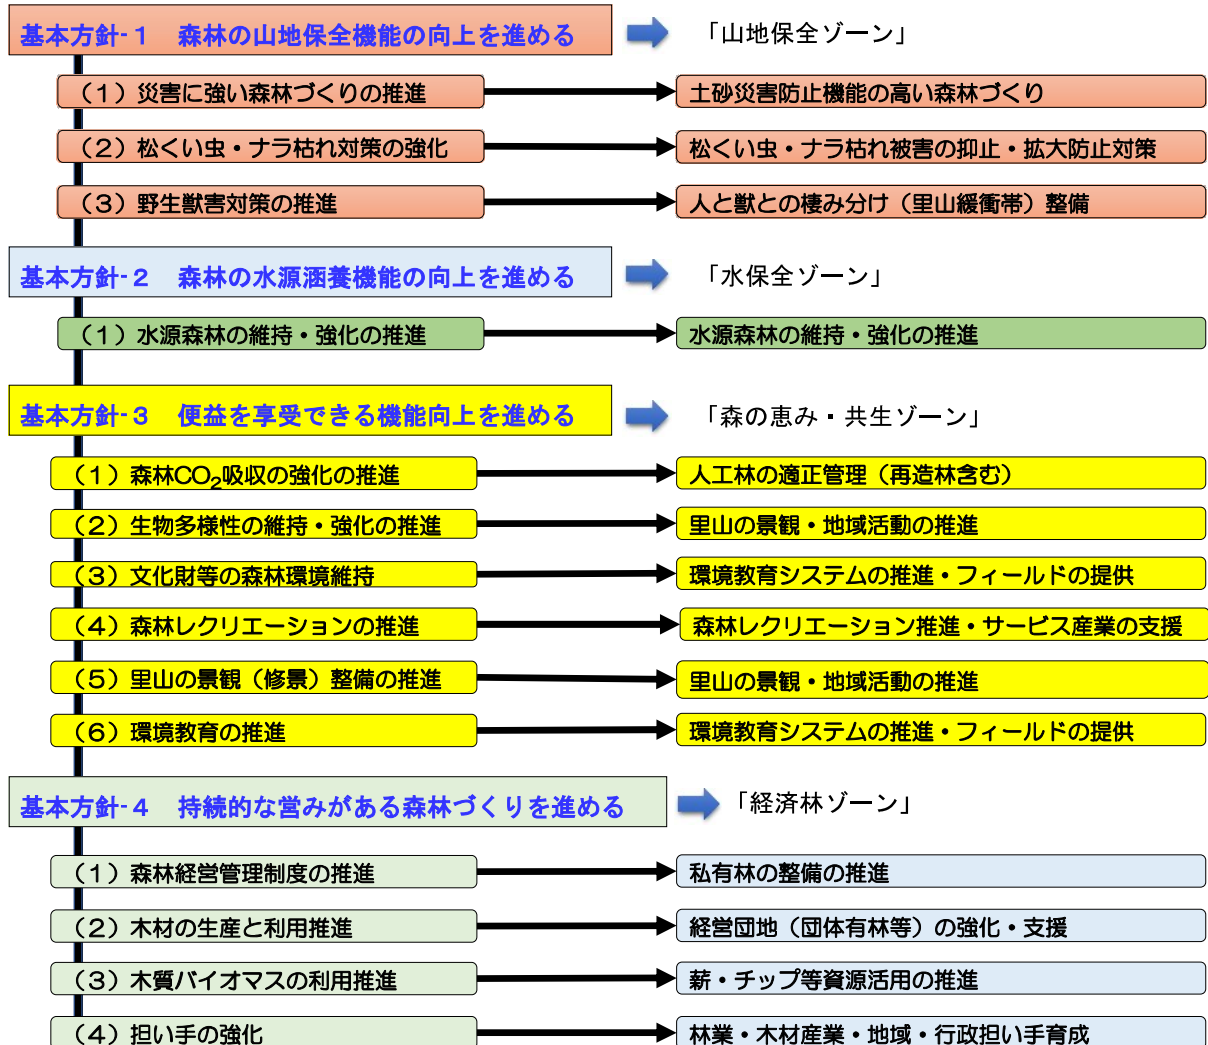 基本方針-1 森林の山地保全機能の向上を進める 「山地保全ゾーン」
(1)災害に強い森林づくりの推進 土砂災害防止機能の高い森林づくり
(2)松くい虫・ナラ枯れ対策の強化 松くい虫・ナラ枯れ被害の抑止・拡大防止対策
(3)野生獣害対策の推進 人と獣との棲み分け(里山緩衝帯)整備
基本方針-2 森林の水源涵養機能の向上を進める 「水保全ゾーン」
(1)水源森林の維持・強化の推進 水源森林の維持・強化の推進
基本方針-3 便益を享受できる機能向上を進める 「森の恵み・共生ゾーン」
(1)森林CO₂吸収の強化の推進 人工林の適正管理(再造林含む)
(2)生物多様性の維持・強化の推進 里山の景観・地域活動の推進
(3)文化財等の森林環境維持 環境教育システムの推進・フィールドの提供
(4)森林レクリエーションの推進 森林レクリエーション推進・サービス産業の支援
(5)里山の景観(修景)整備の推進 里山の景観・地域活動の推進
(6)環境教育の推進 環境教育システムの推進・フィールドの提供
基本方針-4 持続的な営みがある森林づくりを進める 「経済林ゾーン」
(1)森林経営管理制度の推進 私有林の整備の推進
(2)木材の生産と利用推進 経営団地(団体有林等)の強化・支援
(3)木質バイオマスの利用推進 薪・チップ等資源活用の推進
(4)担い手の強化 林業・木材産業・地域・行政担い手育成